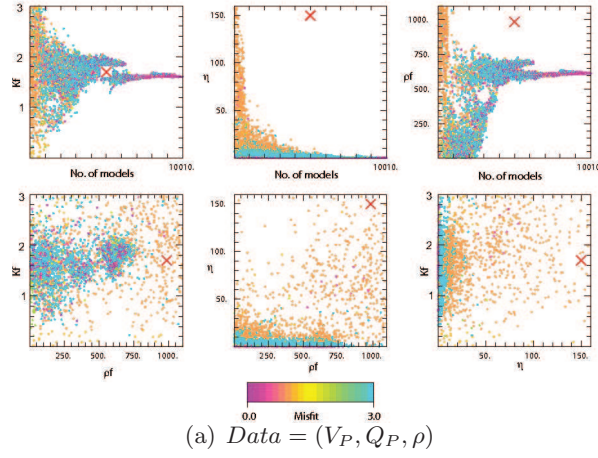 3
2
1
Kf
No. of models
10010.
150.
100.
50.
η
No. of models
10010.
1000.
750.
500.
250.
ρf
No. of models
10010.
3
2
1
Kf
250. 500. 750. 1000.
ρf
150.
100.
50.
η
250. 500. 750. 1000.
ρf
3
2
1
Kf
50. 100. 150.
η
0.0 Misfit 3.0
(a) Data = (V_P, Q_P, ρ)